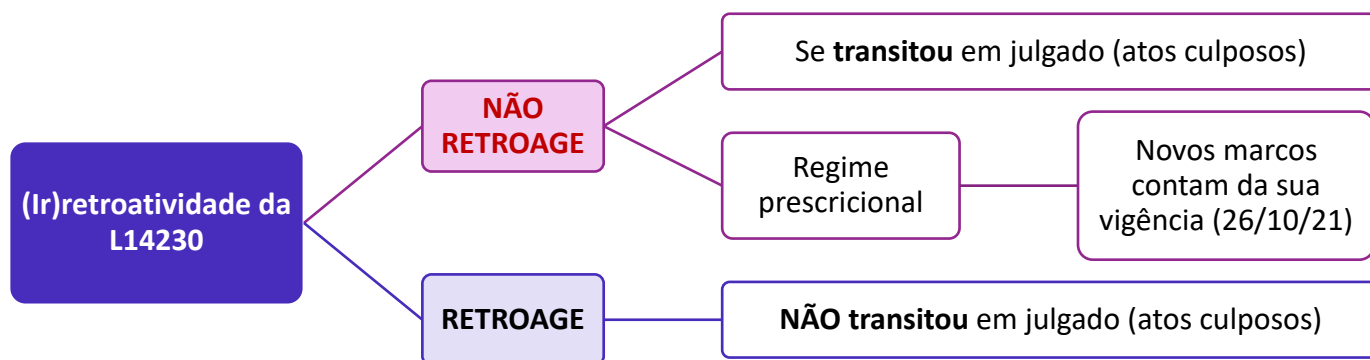 (Ir)retroatividade da
L14230
NÃO
RETROAGE
Se transitou em julgado (atos culposos)
Regime
prescricional
Novos marcos
contam da sua
vigência (26/10/21)
RETROAGE
NÃO transitou em julgado (atos culposos)